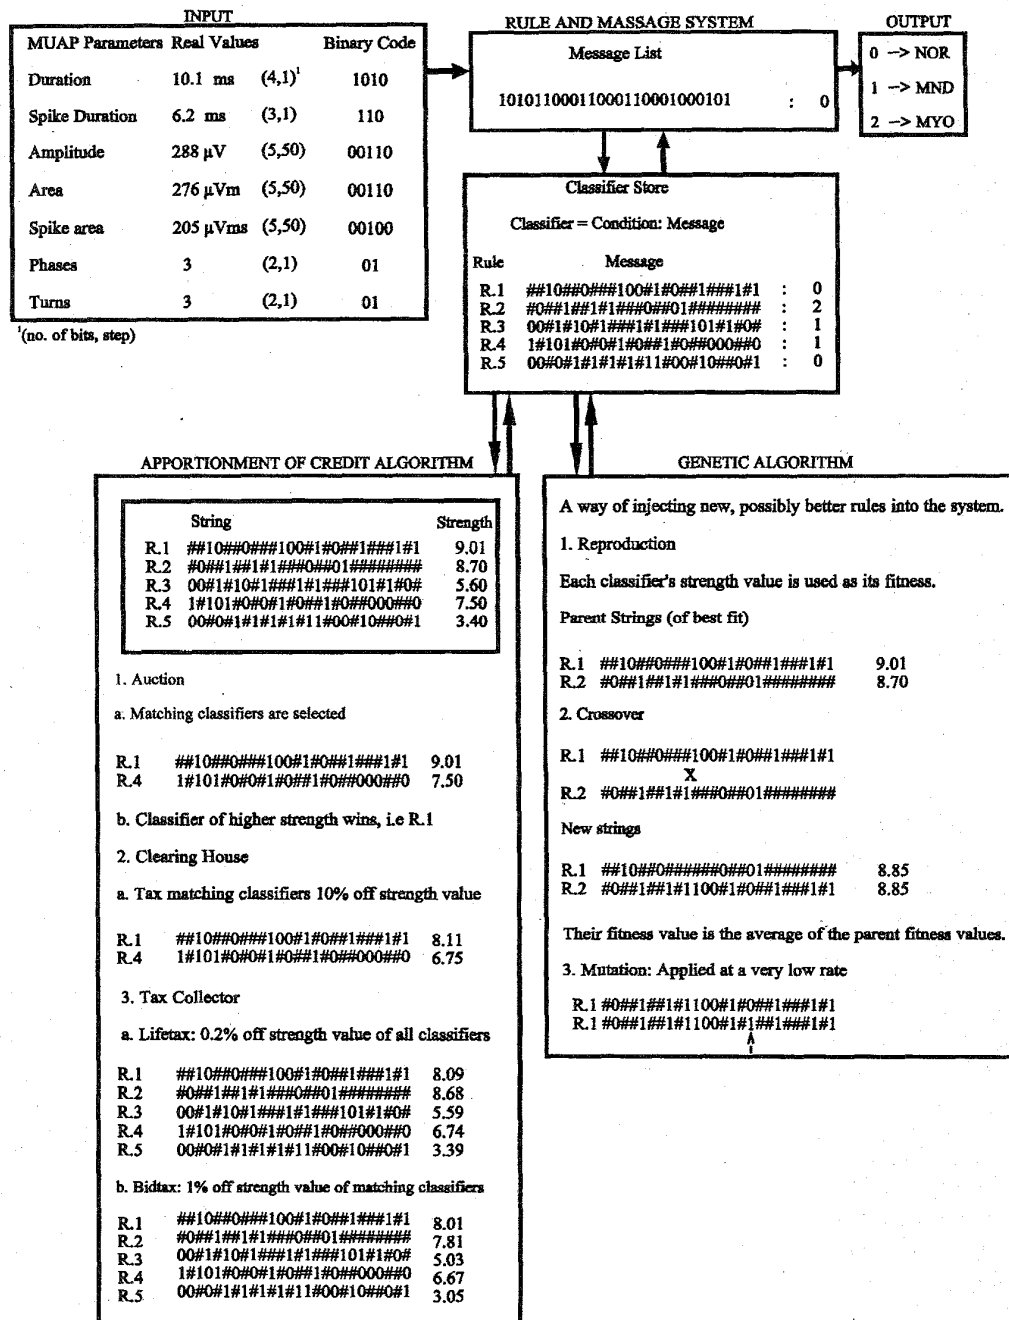 INPUT
MUAP Parameters Real Values Binary Code
Duration 10.1 ms (4,1)¹ 1010
Spike Duration 6.2 ms (3,1) 110
Amplitude 288 µV (5,50) 00110
Area 276 µVm (5,50) 00110
Spike area 205 µVms (5,50) 00100
Phases 3 (2,1) 01
Turns 3 (2,1) 01
¹(no. of bits, step)
RULE AND MASSAGE SYSTEM
Message List
10101100011000110001000101 : 0
OUTPUT
0 --> NOR
1 --> MND
2 --> MYO
Classifier Store
Classifier = Condition: Message
Rule Message
R.1 ##10##0###100#1#0##1###1#1 : 0
R.2 #0##1##1#1###0##01######## : 2
R.3 00#1#10#1###1#1###101#1#0# : 1
R.4 1#101#0#0#1#0##1#0##000##0 : 1
R.5 00#0#1#1#1#1#11#00#10##0#1 : 0
APPORTIONMENT OF CREDIT ALGORITHM
String Strength
R.1 ##10##0###100#1#0##1###1#1 9.01
R.2 #0##1##1#1###0##01######## 8.70
R.3 00#1#10#1###1#1###101#1#0# 5.60
R.4 1#101#0#0#1#0##1#0##000##0 7.50
R.5 00#0#1#1#1#1#11#00#10##0#1 3.40
1. Auction
a. Matching classifiers are selected
R.1 ##10##0###100#1#0##1###1#1 9.01
R.4 1#101#0#0#1#0##1#0##000##0 7.50
b. Classifier of higher strength wins, i.e R.1
2. Clearing House
a. Tax matching classifiers 10% off strength value
R.1 ##10##0###100#1#0##1###1#1 8.11
R.4 1#101#0#0#1#0##1#0##000##0 6.75
3. Tax Collector
a. Lifetax: 0.2% off strength value of all classifiers
R.1 ##10##0###100#1#0##1###1#1 8.09
R.2 #0##1##1#1###0##01######## 8.68
R.3 00#1#10#1###1#1###101#1#0# 5.59
R.4 1#101#0#0#1#0##1#0##000##0 6.74
R.5 00#0#1#1#1#1#11#00#10##0#1 3.39
b. Bidtax: 1% off strength value of matching classifiers
R.1 ##10##0###100#1#0##1###1#1 8.01
R.2 #0##1##1#1###0##01######## 7.81
R.3 00#1#10#1###1#1###101#1#0# 5.03
R.4 1#101#0#0#1#0##1#0##000##0 6.67
R.5 00#0#1#1#1#1#11#00#10##0#1 3.05
GENETIC ALGORITHM
A way of injecting new, possibly better rules into the system.
1. Reproduction
Each classifier's strength value is used as its fitness.
Parent Strings (of best fit)
R.1 ##10##0###100#1#0##1###1#1 9.01
R.2 #0##1##1#1###0##01######## 8.70
2. Crossover
R.1 ##10##0###100#1#0##1###1#1
X
R.2 #0##1##1#1###0##01########
New strings
R.1 ##10##0######0##01######## 8.85
R.2 #0##1##1#1100#1#0##1###1#1 8.85
Their fitness value is the average of the parent fitness values.
3. Mutation: Applied at a very low rate
R.1 #0##1##1#1100#1#0##1###1#1
R.1 #0##1##1#1100#1#1##1###1#1